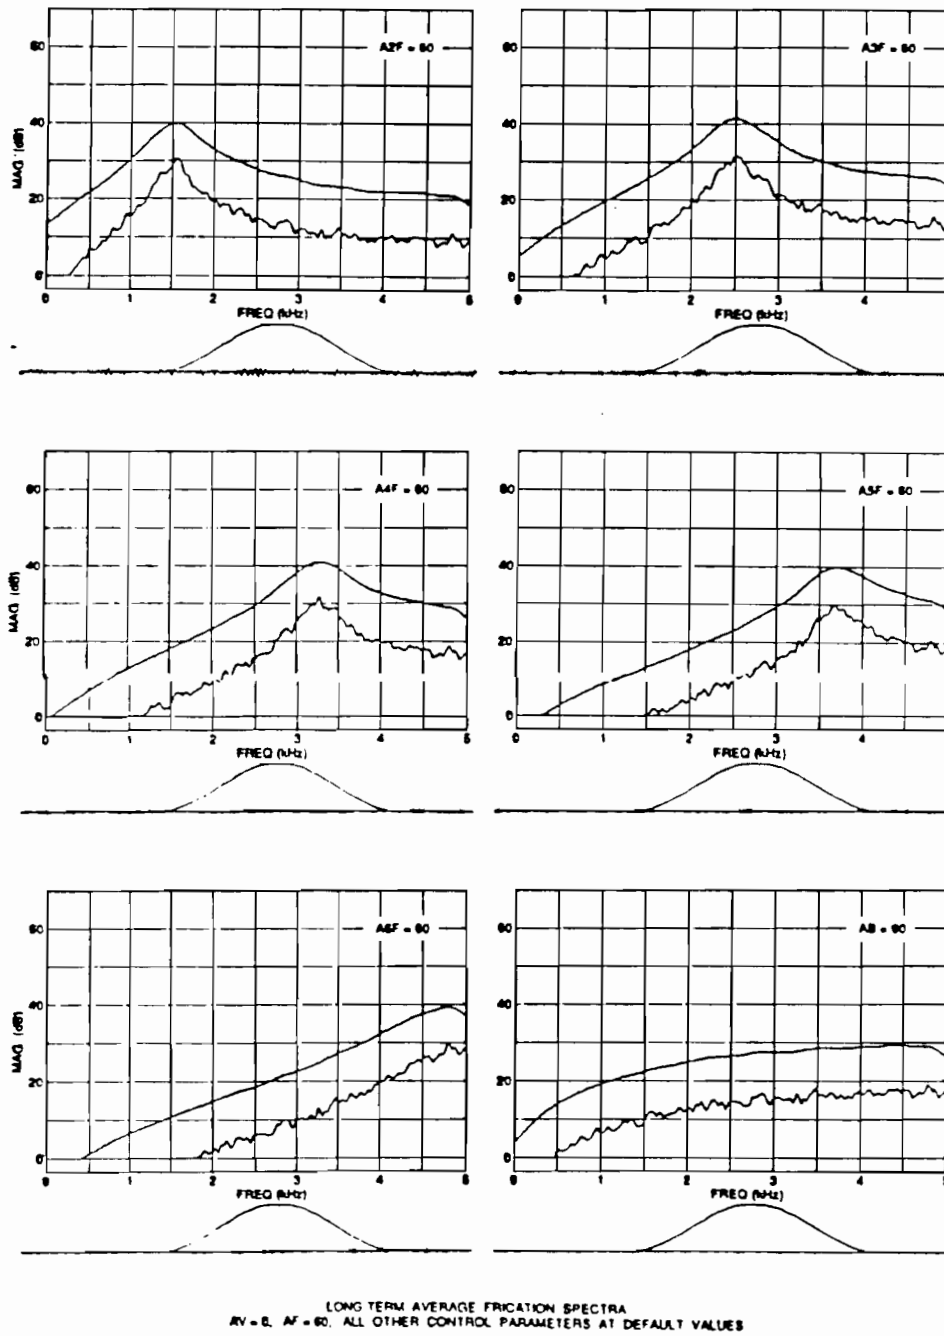 A2F = 60
60
40
20
0
MAG. (dB)
0 1 2 3 4 5
FREQ (kHz)
A3F = 60
60
40
20
0
0 1 2 3 4
FREQ (kHz)
A4F = 60
60
40
20
0
MAG (dB)
0 1 2 3 4 5
FREQ (kHz)
A5F = 60
60
40
20
0
0 1 2 3 4
FREQ (kHz)
A6F = 60
60
40
20
0
MAG (dB)
0 1 2 3 4 5
FREQ (kHz)
AB = 60
60
40
20
0
0 1 2 3 4
FREQ (kHz)
LONG TERM AVERAGE FRICATION SPECTRA
AV = 0, AF = 60, ALL OTHER CONTROL PARAMETERS AT DEFAULT VALUES